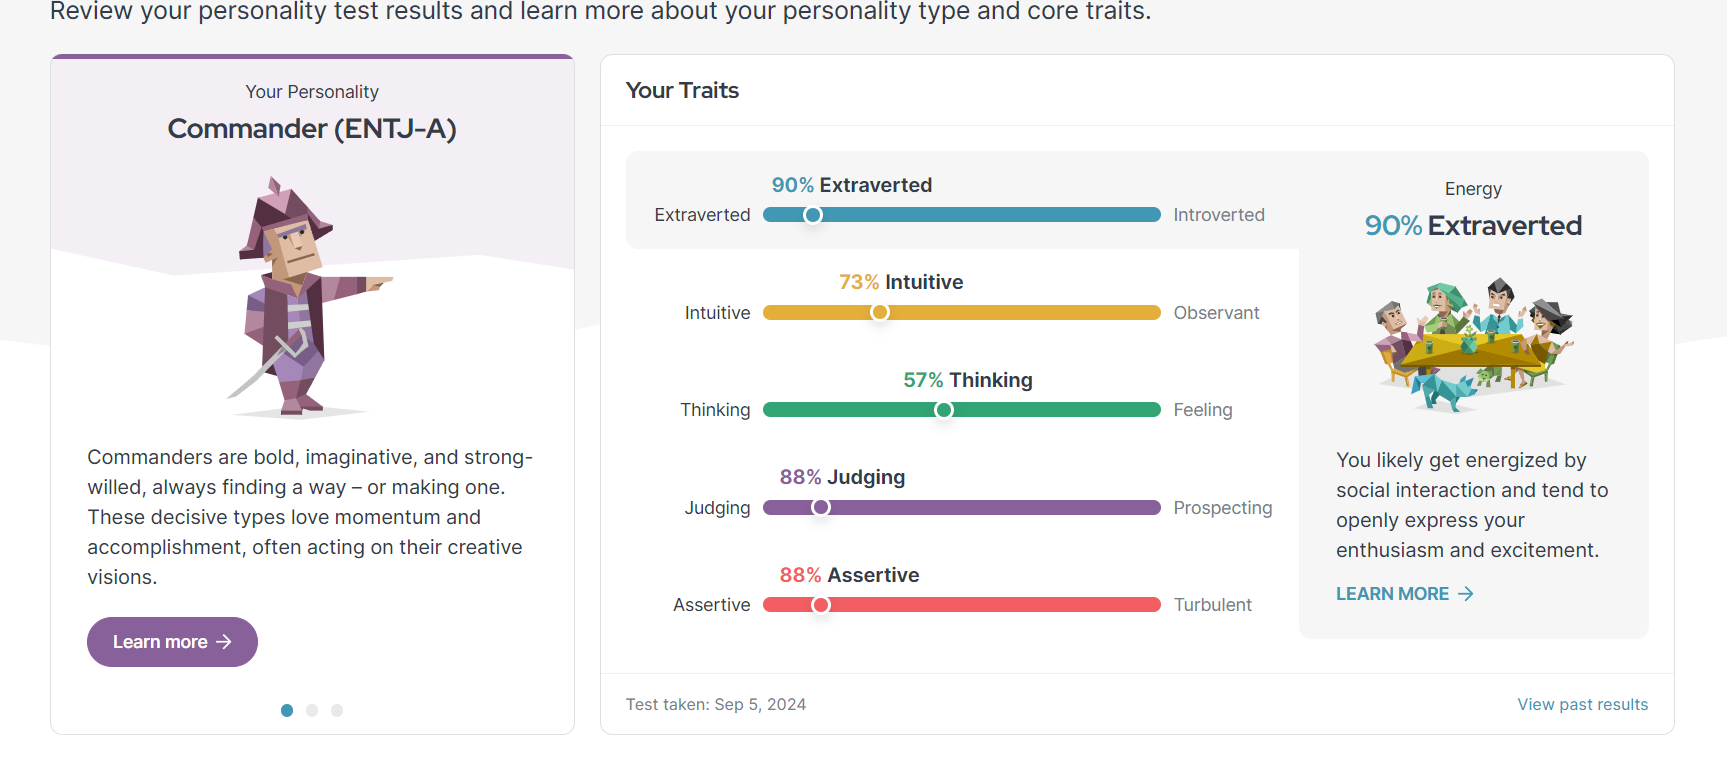 Review your personality test results and learn more about your personality type and core traits.
Your Personality
Commander (ENTJ-A)
Commanders are bold, imaginative, and strong-
willed, always finding a way – or making one.
These decisive types love momentum and
accomplishment, often acting on their creative
visions.
Learn more →
Your Traits
90% Extraverted
Extraverted Introverted
73% Intuitive
Intuitive Observant
57% Thinking
Thinking Feeling
88% Judging
Judging Prospecting
88% Assertive
Assertive Turbulent
Energy
90% Extraverted
You likely get energized by
social interaction and tend to
openly express your
enthusiasm and excitement.
LEARN MORE →
Test taken: Sep 5, 2024
View past results